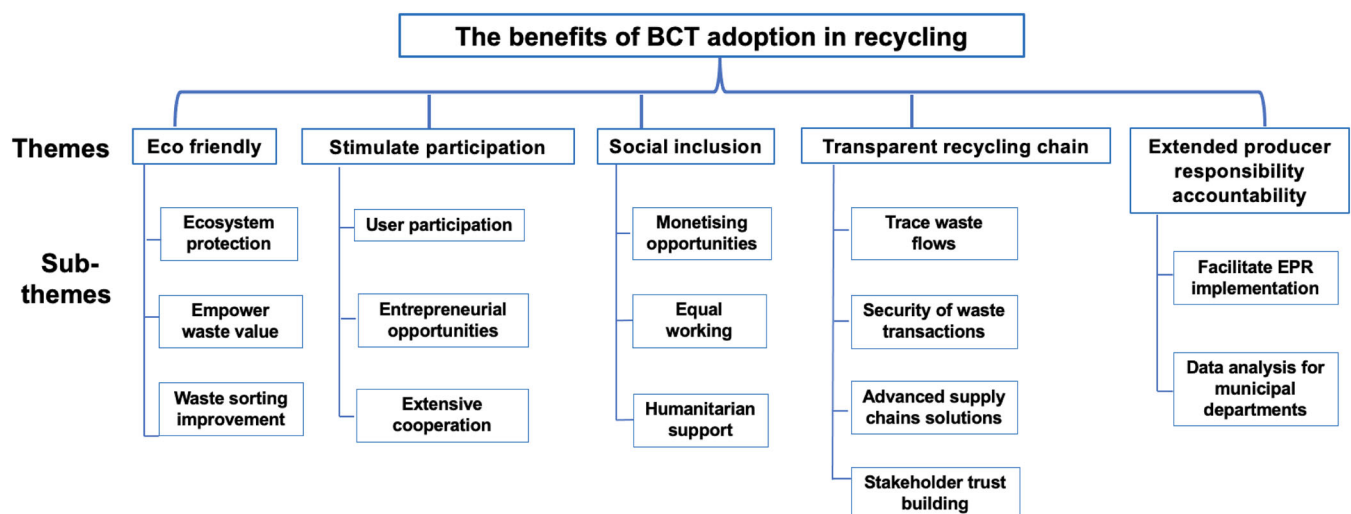 The benefits of BCT adoption in recycling
Themes
Eco friendly
Stimulate participation
Social inclusion
Transparent recycling chain
Extended producer
responsibility
accountability
Sub-
themes
Ecosystem
protection
Empower
waste value
Waste sorting
improvement
User participation
Entrepreneurial
opportunities
Extensive
cooperation
Monetising
opportunities
Equal
working
Humanitarian
support
Trace waste
flows
Security of waste
transactions
Advanced supply
chains solutions
Stakeholder trust
building
Facilitate EPR
implementation
Data analysis for
municipal
departments